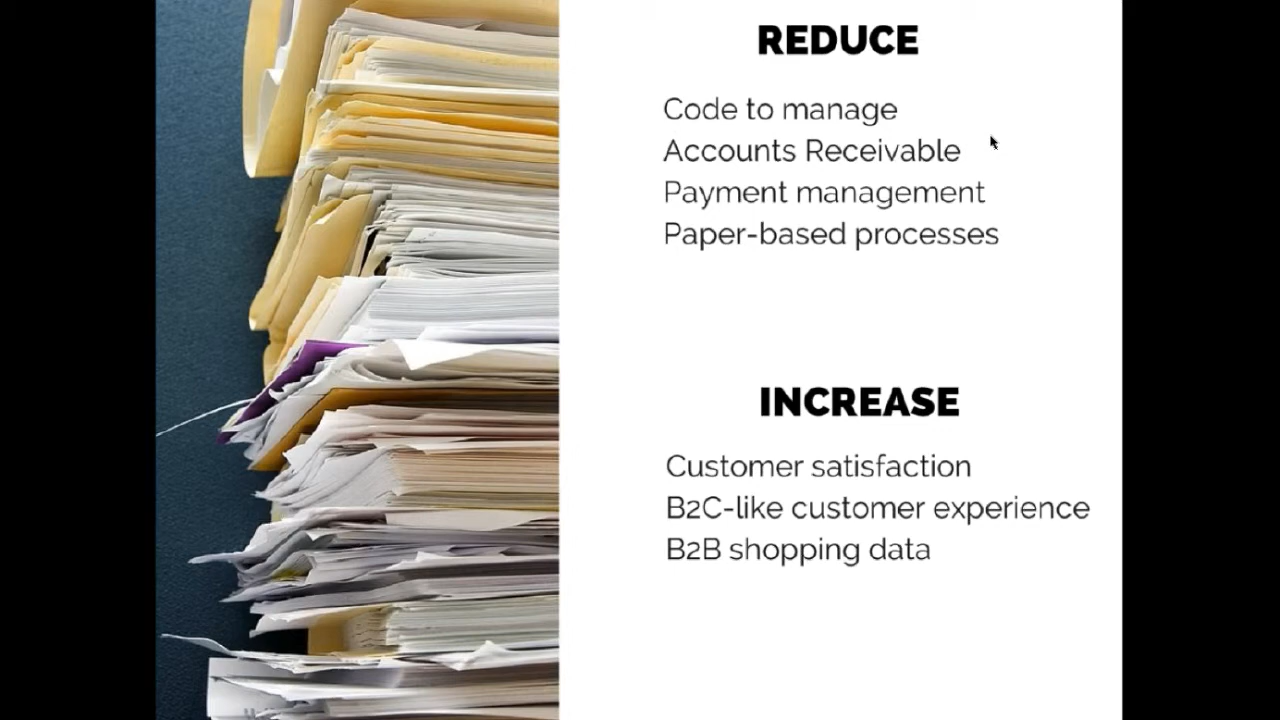 REDUCE
Code to manage
Accounts Receivable
Payment management
Paper-based processes
INCREASE
Customer satisfaction
B2C-like customer experience
B2B shopping data